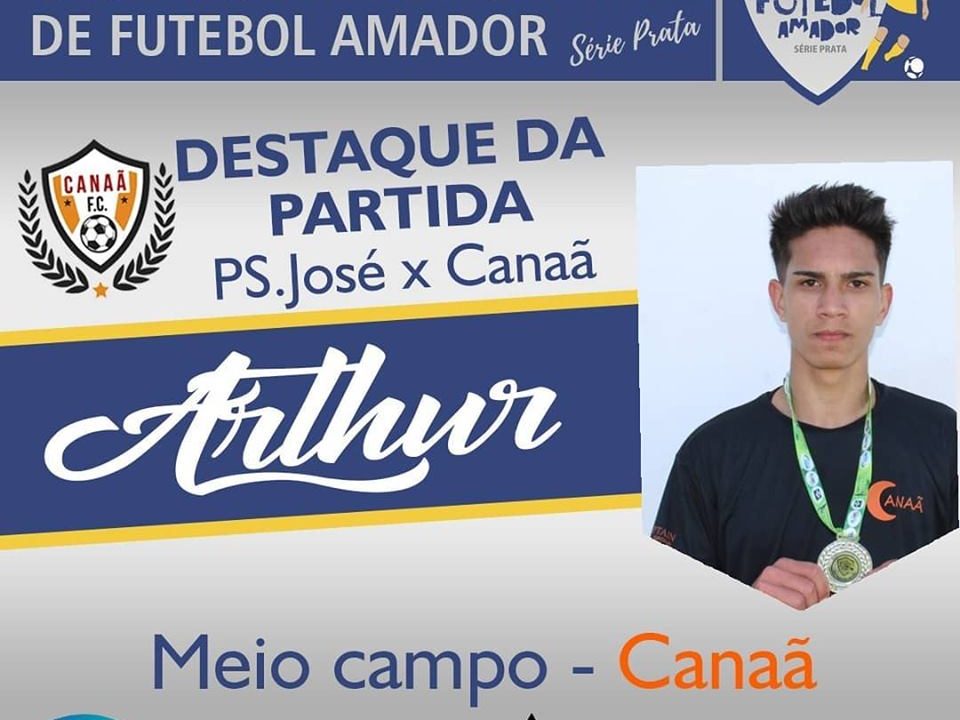 DE FUTEBOL AMADOR Série Prata
FUTEBOL
AMADOR
SÉRIE PRATA
CANAÃ
F.C.
DESTAQUE DA
PARTIDA
PS.José x Canaã
Arthur
CANAÃ
Meio campo - Canaã